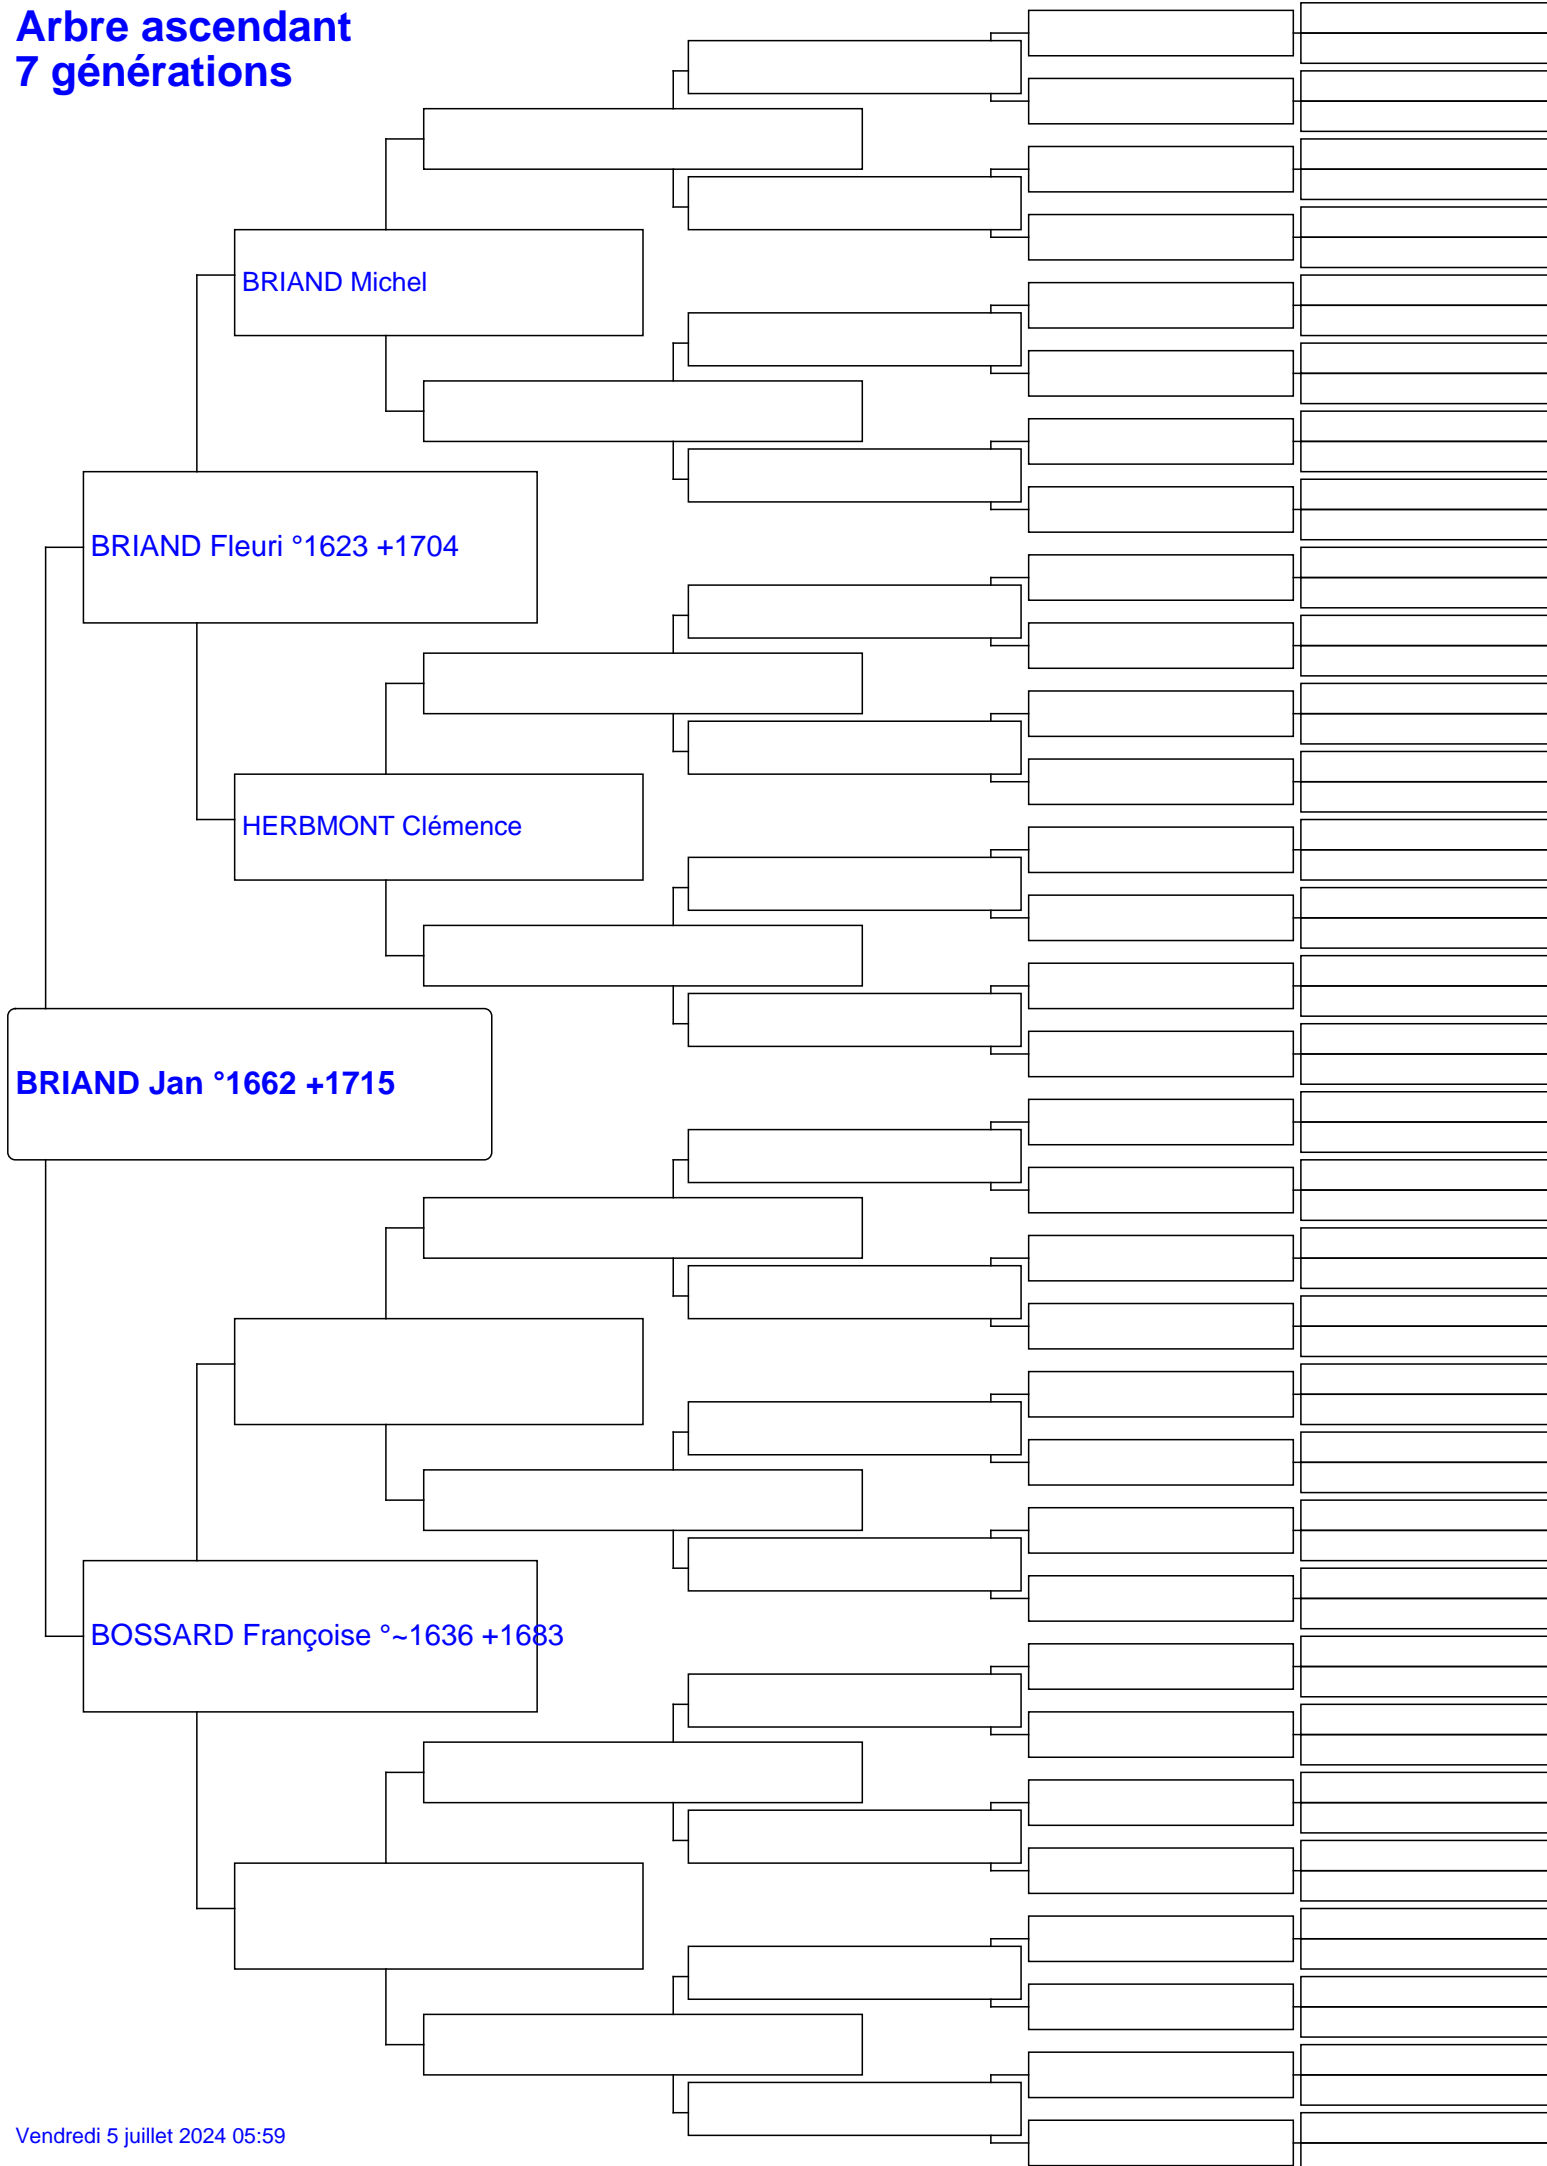 Arbre ascendant
7 générations
BRIAND Michel
BRIAND Fleuri °1623 +1704
HERBMONT Clémence
BRIAND Jan °1662 +1715
BOSSARD Françoise °~1636 +1683
Vendredi 5 juillet 2024 05:59